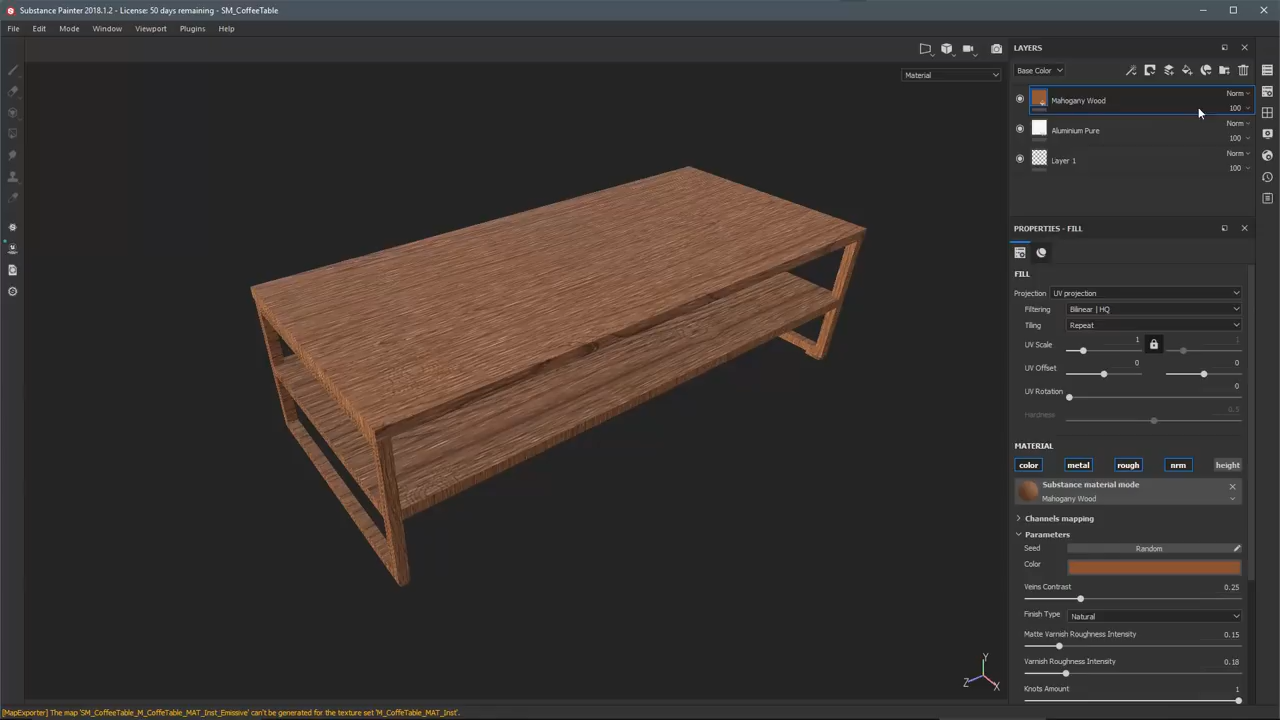 Substance Painter 2018.1.2 - License: 50 days remaining - SM_CoffeeTable
File Edit Mode Window Viewport Plugins Help
Material
LAYERS
Base Color
Mahogany Wood Norm 100
Aluminium Pure Norm 100
Layer 1 Norm 100
PROPERTIES - FILL
FILL
Projection UV projection
Filtering Bilinear | HQ
Tiling Repeat
UV Scale 1 1
UV Offset 0 0
UV Rotation 0
Hardness 0.5
MATERIAL
color metal rough nrm height
Substance material mode
Mahogany Wood
Channels mapping
Parameters
Seed Random
Color
Veins Contrast 0.25
Finish Type Natural
Matte Varnish Roughness Intensity 0.15
Varnish Roughness Intensity 0.18
Knots Amount 1
Y
Z X
[MapExporter] The map 'SM_CoffeeTable_M_CoffeTable_MAT_Inst_Emissive' can't be generated for the texture set 'M_CoffeTable_MAT_Inst'.